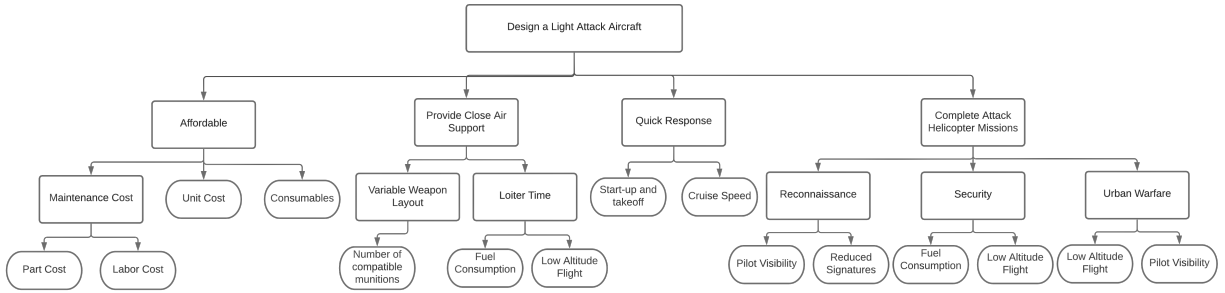 Design a Light Attack Aircraft
Affordable
Provide Close Air
Support
Quick Response
Complete Attack
Helicopter Missions
Maintenance Cost
Unit Cost
Consumables
Variable Weapon
Layout
Loiter Time
Start-up and
takeoff
Cruise Speed
Reconnaissance
Security
Urban Warfare
Part Cost
Labor Cost
Number of
compatible
munitions
Fuel
Consumption
Low Altitude
Flight
Pilot Visibility
Reduced
Signatures
Fuel
Consumption
Low Altitude
Flight
Low Altitude
Flight
Pilot Visibility